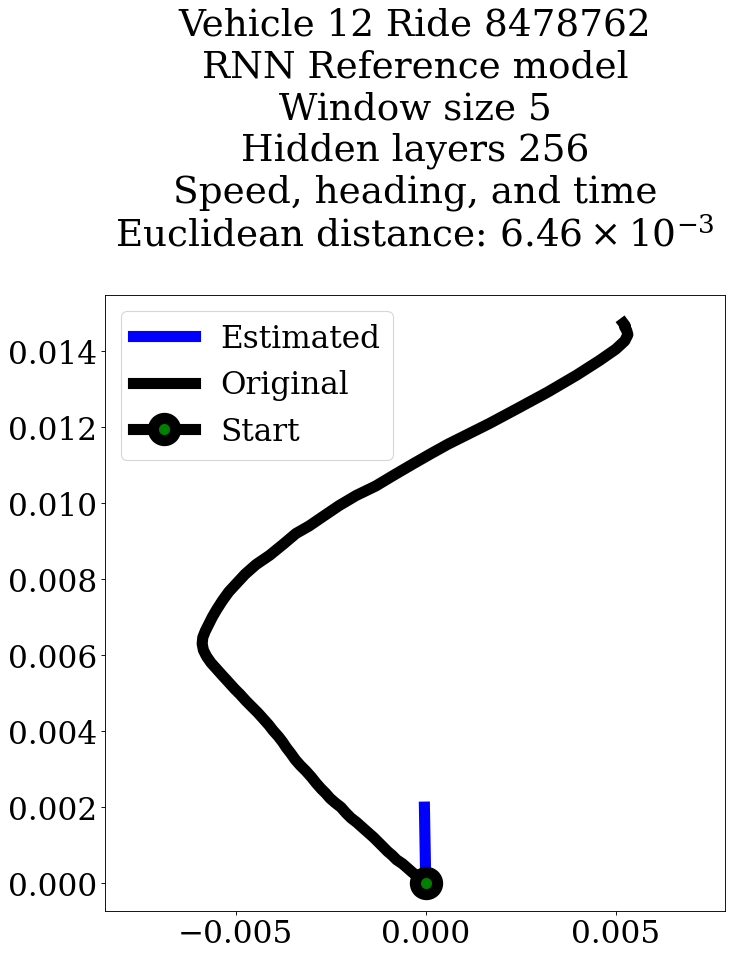 Vehicle 12 Ride 8478762
RNN Reference model
Window size 5
Hidden layers 256
Speed, heading, and time
Euclidean distance: 6.46 × 10⁻³
Estimated
Original
Start
0.014
0.012
0.010
0.008
0.006
0.004
0.002
0.000
−0.005 0.000 0.005